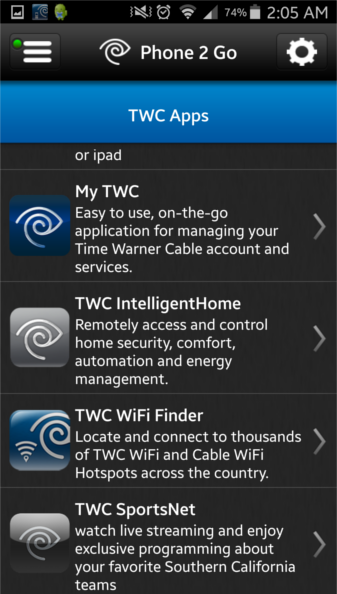 74% 2:05 AM
Phone 2 Go
TWC Apps
or ipad
My TWC
Easy to use, on-the-go
application for managing your
Time Warner Cable account and
services.
TWC IntelligentHome
Remotely access and control
home security, comfort,
automation and energy
management.
TWC WiFi Finder
Locate and connect to thousands
of TWC WiFi and Cable WiFi
Hotspots across the country.
TWC SportsNet
watch live streaming and enjoy
exclusive programming about
your favorite Southern California
teams